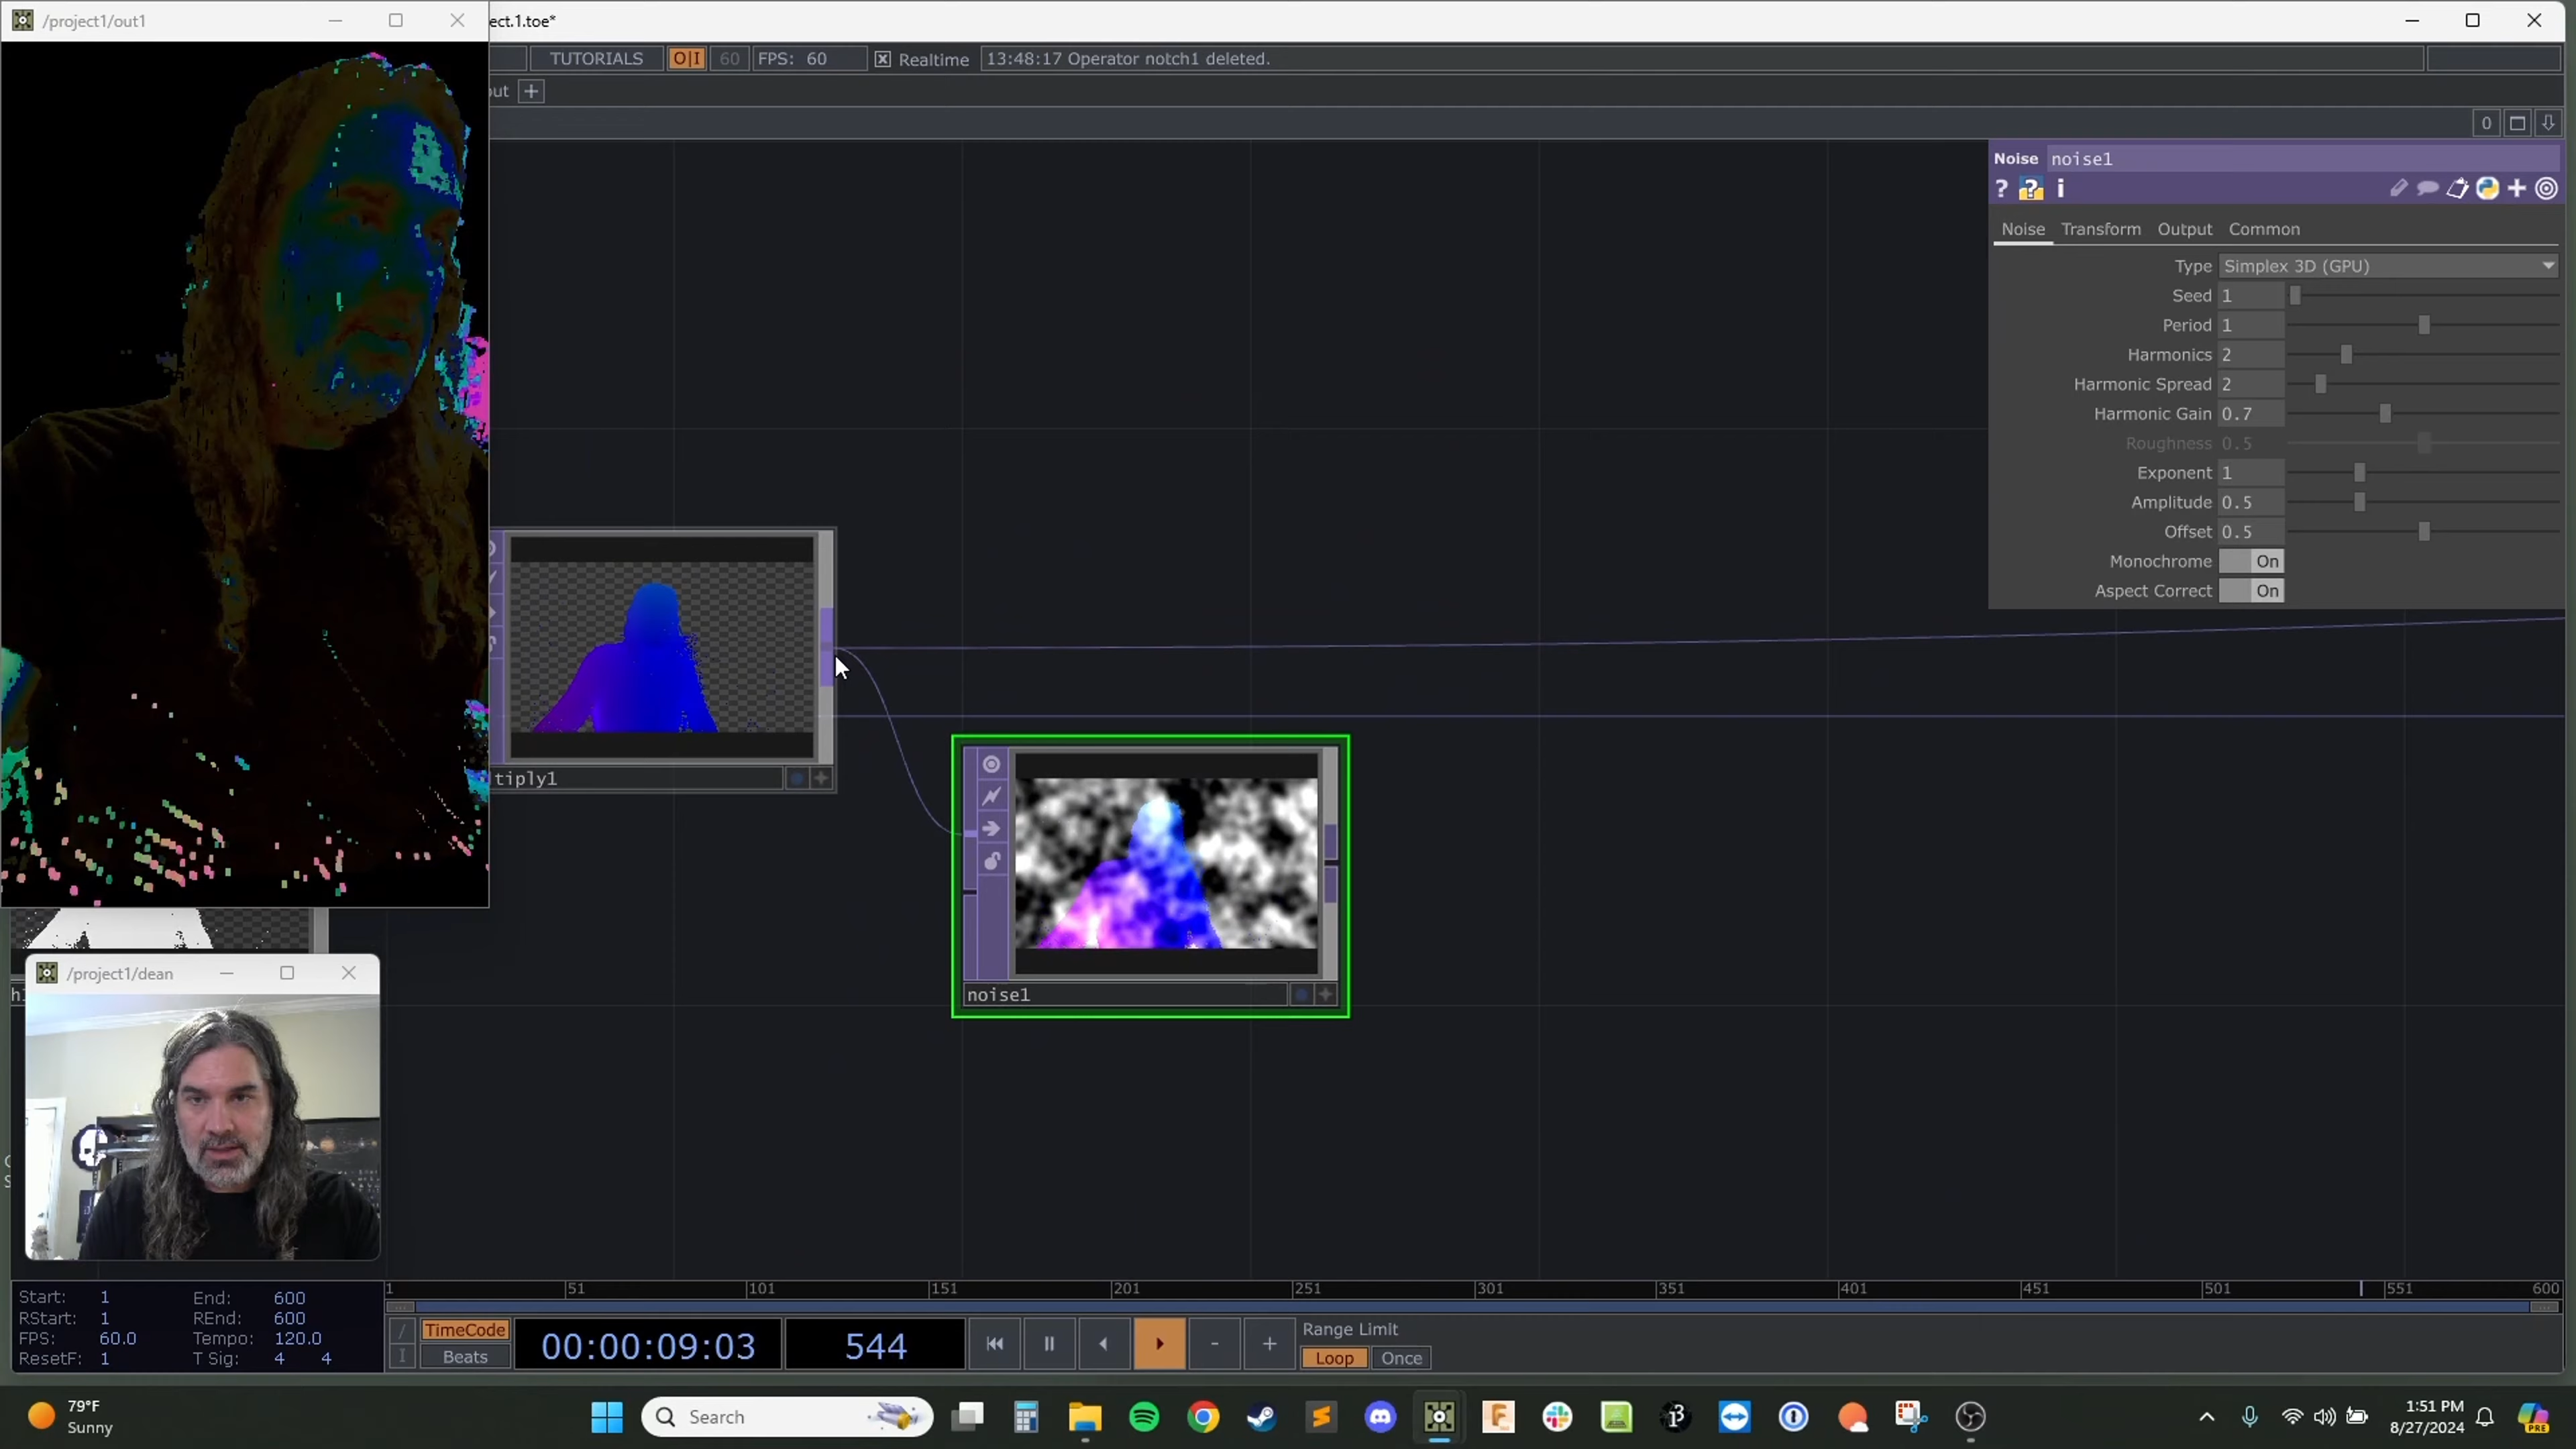 /project1/out1
ect.1.toe*
TUTORIALS
O|I
60
FPS: 60
Realtime
13:48:17 Operator notch1 deleted.
out
0
Noise
noise1
Noise Transform Output Common
Type Simplex 3D (GPU)
Seed 1
Period 1
Harmonics 2
Harmonic Spread 2
Harmonic Gain 0.7
Roughness 0.5
Exponent 1
Amplitude 0.5
Offset 0.5
Monochrome On
Aspect Correct On
tiply1
noise1
/project1/dean
1 51 101 151 201 251 301 351 401 451 501 551 600
Start: 1 End: 600
RStart: 1 REnd: 600
FPS: 60.0 Tempo: 120.0
ResetF: 1 T Sig: 4 4
TimeCode
Beats
00:00:09:03
544
Range Limit
Loop Once
79°F
Sunny
Search
1:51 PM
8/27/2024
PRE